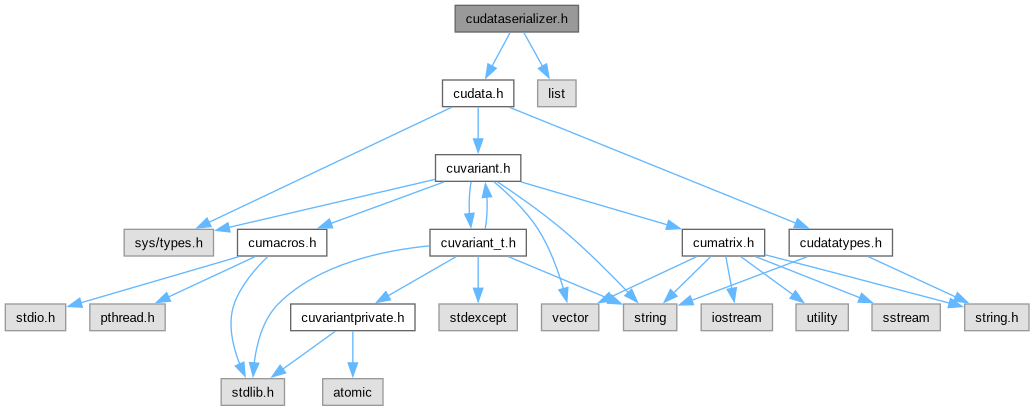 cudataserializer.h
cudata.h
list
cuvariant.h
sys/types.h
cumacros.h
cuvariant_t.h
cumatrix.h
cudatatypes.h
stdio.h
pthread.h
cuvariantprivate.h
stdexcept
vector
string
iostream
utility
sstream
string.h
stdlib.h
atomic